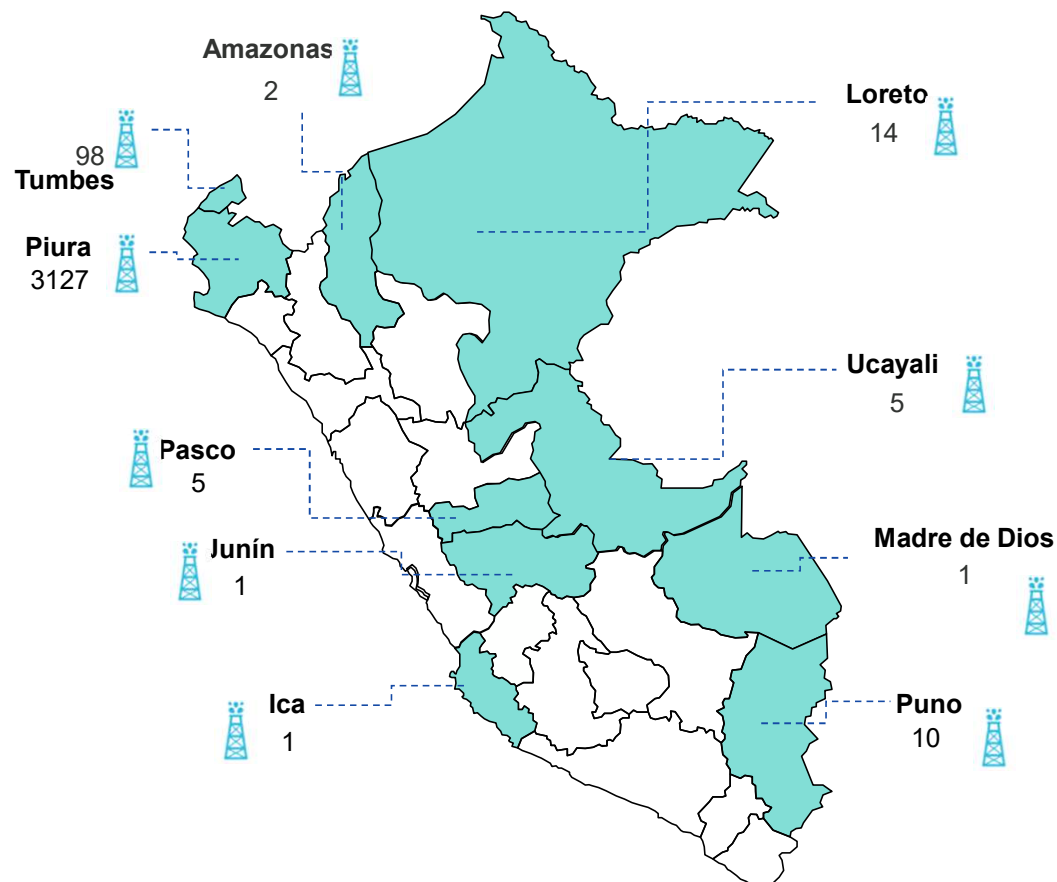 Amazonas
2
Loreto
14
98
Tumbes
Piura
3127
Ucayali
5
Pasco
5
Junín
1
Madre de Dios
1
Ica
1
Puno
10